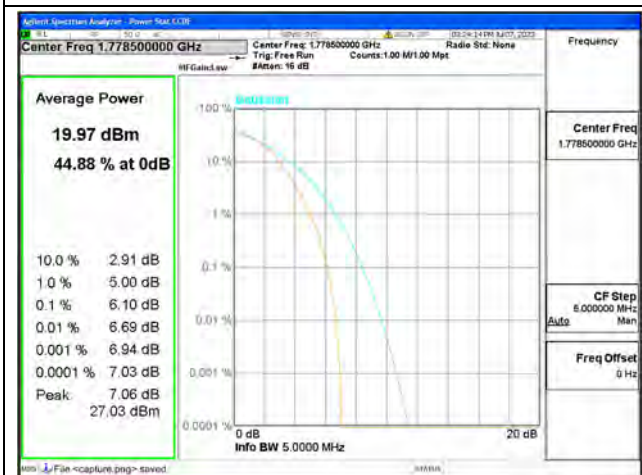 Agilent Spectrum Analyzer - Power Stat CCDF
Center Freq 1.778500000 GHz
Center Freq: 1.778500000 GHz
Radio Std: None
Trig: Free Run
Counts:1.00 M/1.00 Mpt
#IFGain:Low
#Atten: 16 dB
Frequency
Average Power
19.97 dBm
44.88 % at 0dB
10.0 % 2.91 dB
1.0 % 5.00 dB
0.1 % 6.10 dB
0.01 % 6.69 dB
0.001 % 6.94 dB
0.0001 % 7.03 dB
Peak 7.06 dB
27.03 dBm
100 %
Gaussian
10 %
1 %
0.1 %
0.01 %
0.001 %
0.0001 %
0 dB
20 dB
Info BW 5.0000 MHz
Center Freq
1.778500000 GHz
CF Step
5.000000 MHz
Auto Man
Freq Offset
0 Hz
MSG
File <capture.png> saved
STATUS